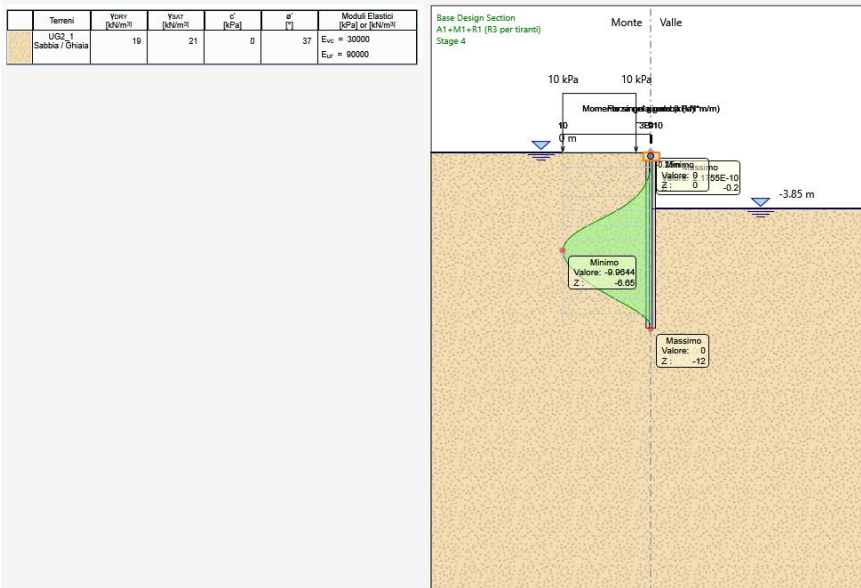 Terreni
γDRY
[kN/m³]
γSAT
[kN/m³]
c'
[kPa]
ø'
[°]
Moduli Elastici
[kPa] or [kN/m³]
UG2_1
Sabbia / Ghiaia
19
21
0
37
Evc = 30000
Eur = 90000
Base Design Section
A1+M1+R1 (R3 per tiranti)
Stage 4
Monte
Valle
10 kPa
10 kPa
10
0 m
Minimo
Valore: 0
Z : 0
Massimo
-0.2
-3.85 m
Minimo
Valore: -9.9644
Z : -6.65
Massimo
Valore: 0
Z : -12